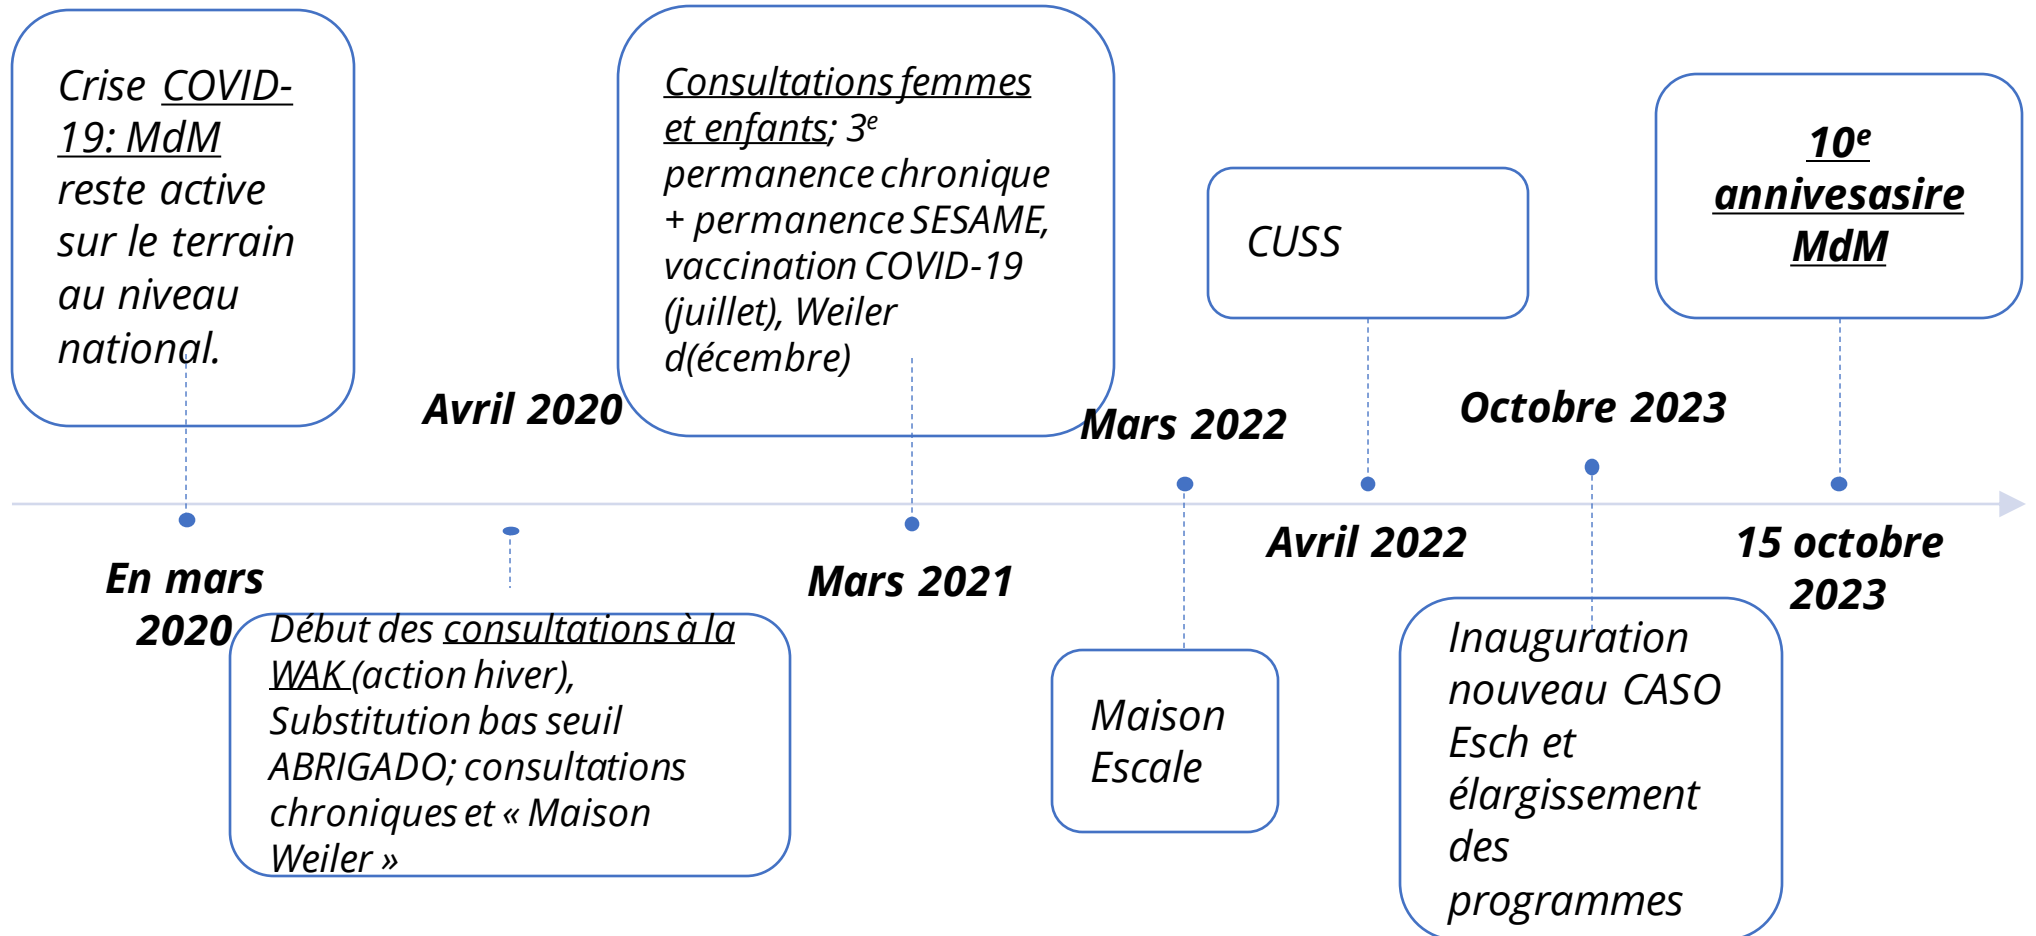 Crise COVID-
19: MdM
reste active
sur le terrain
au niveau
national.
En mars
2020
Avril 2020
Début des consultations à la
WAK (action hiver),
Substitution bas seuil
ABRIGADO; consultations
chroniques et « Maison
Weiler »
Consultations femmes
et enfants; 3e
permanence chronique
+ permanence SESAME,
vaccination COVID-19
(juillet), Weiler
d(écembre)
Mars 2021
Mars 2022
Maison
Escale
CUSS
Avril 2022
Octobre 2023
Inauguration
nouveau CASO
Esch et
élargissement
des
programmes
10e
annivesasire
MdM
15 octobre
2023